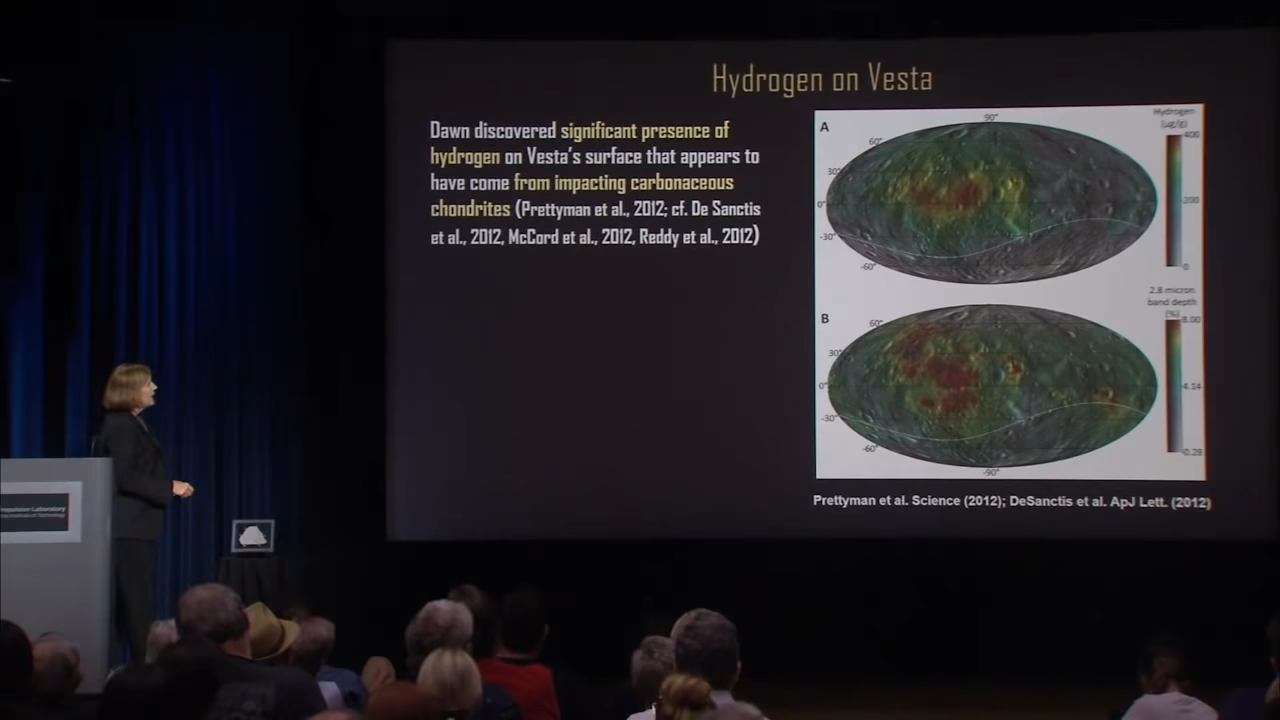 Hydrogen on Vesta
Dawn discovered significant presence of
hydrogen on Vesta's surface that appears to
have come from impacting carbonaceous
chondrites (Prettyman et al., 2012; cf. De Sanctis
et al., 2012, McCord et al., 2012, Reddy et al., 2012)
A
90°
60°
30°
0°
-30°
-60°
Hydrogen
(µg/g)
400
200
0
B
60°
30°
0°
-30°
-60°
-90°
2.8 micron
band depth
(%)
8.00
4.14
0.28
Prettyman et al. Science (2012); DeSanctis et al. ApJ Lett. (2012)
Propulsion Laboratory